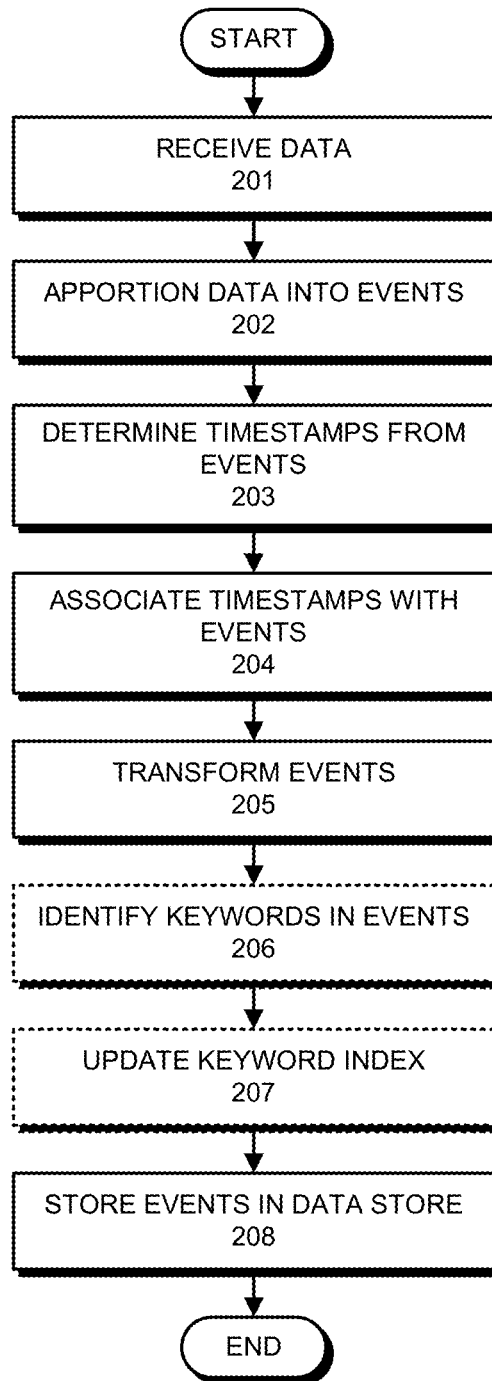 START
RECEIVE DATA
201
APPORTION DATA INTO EVENTS
202
DETERMINE TIMESTAMPS FROM
EVENTS
203
ASSOCIATE TIMESTAMPS WITH
EVENTS
204
TRANSFORM EVENTS
205
IDENTIFY KEYWORDS IN EVENTS
206
UPDATE KEYWORD INDEX
207
STORE EVENTS IN DATA STORE
208
END